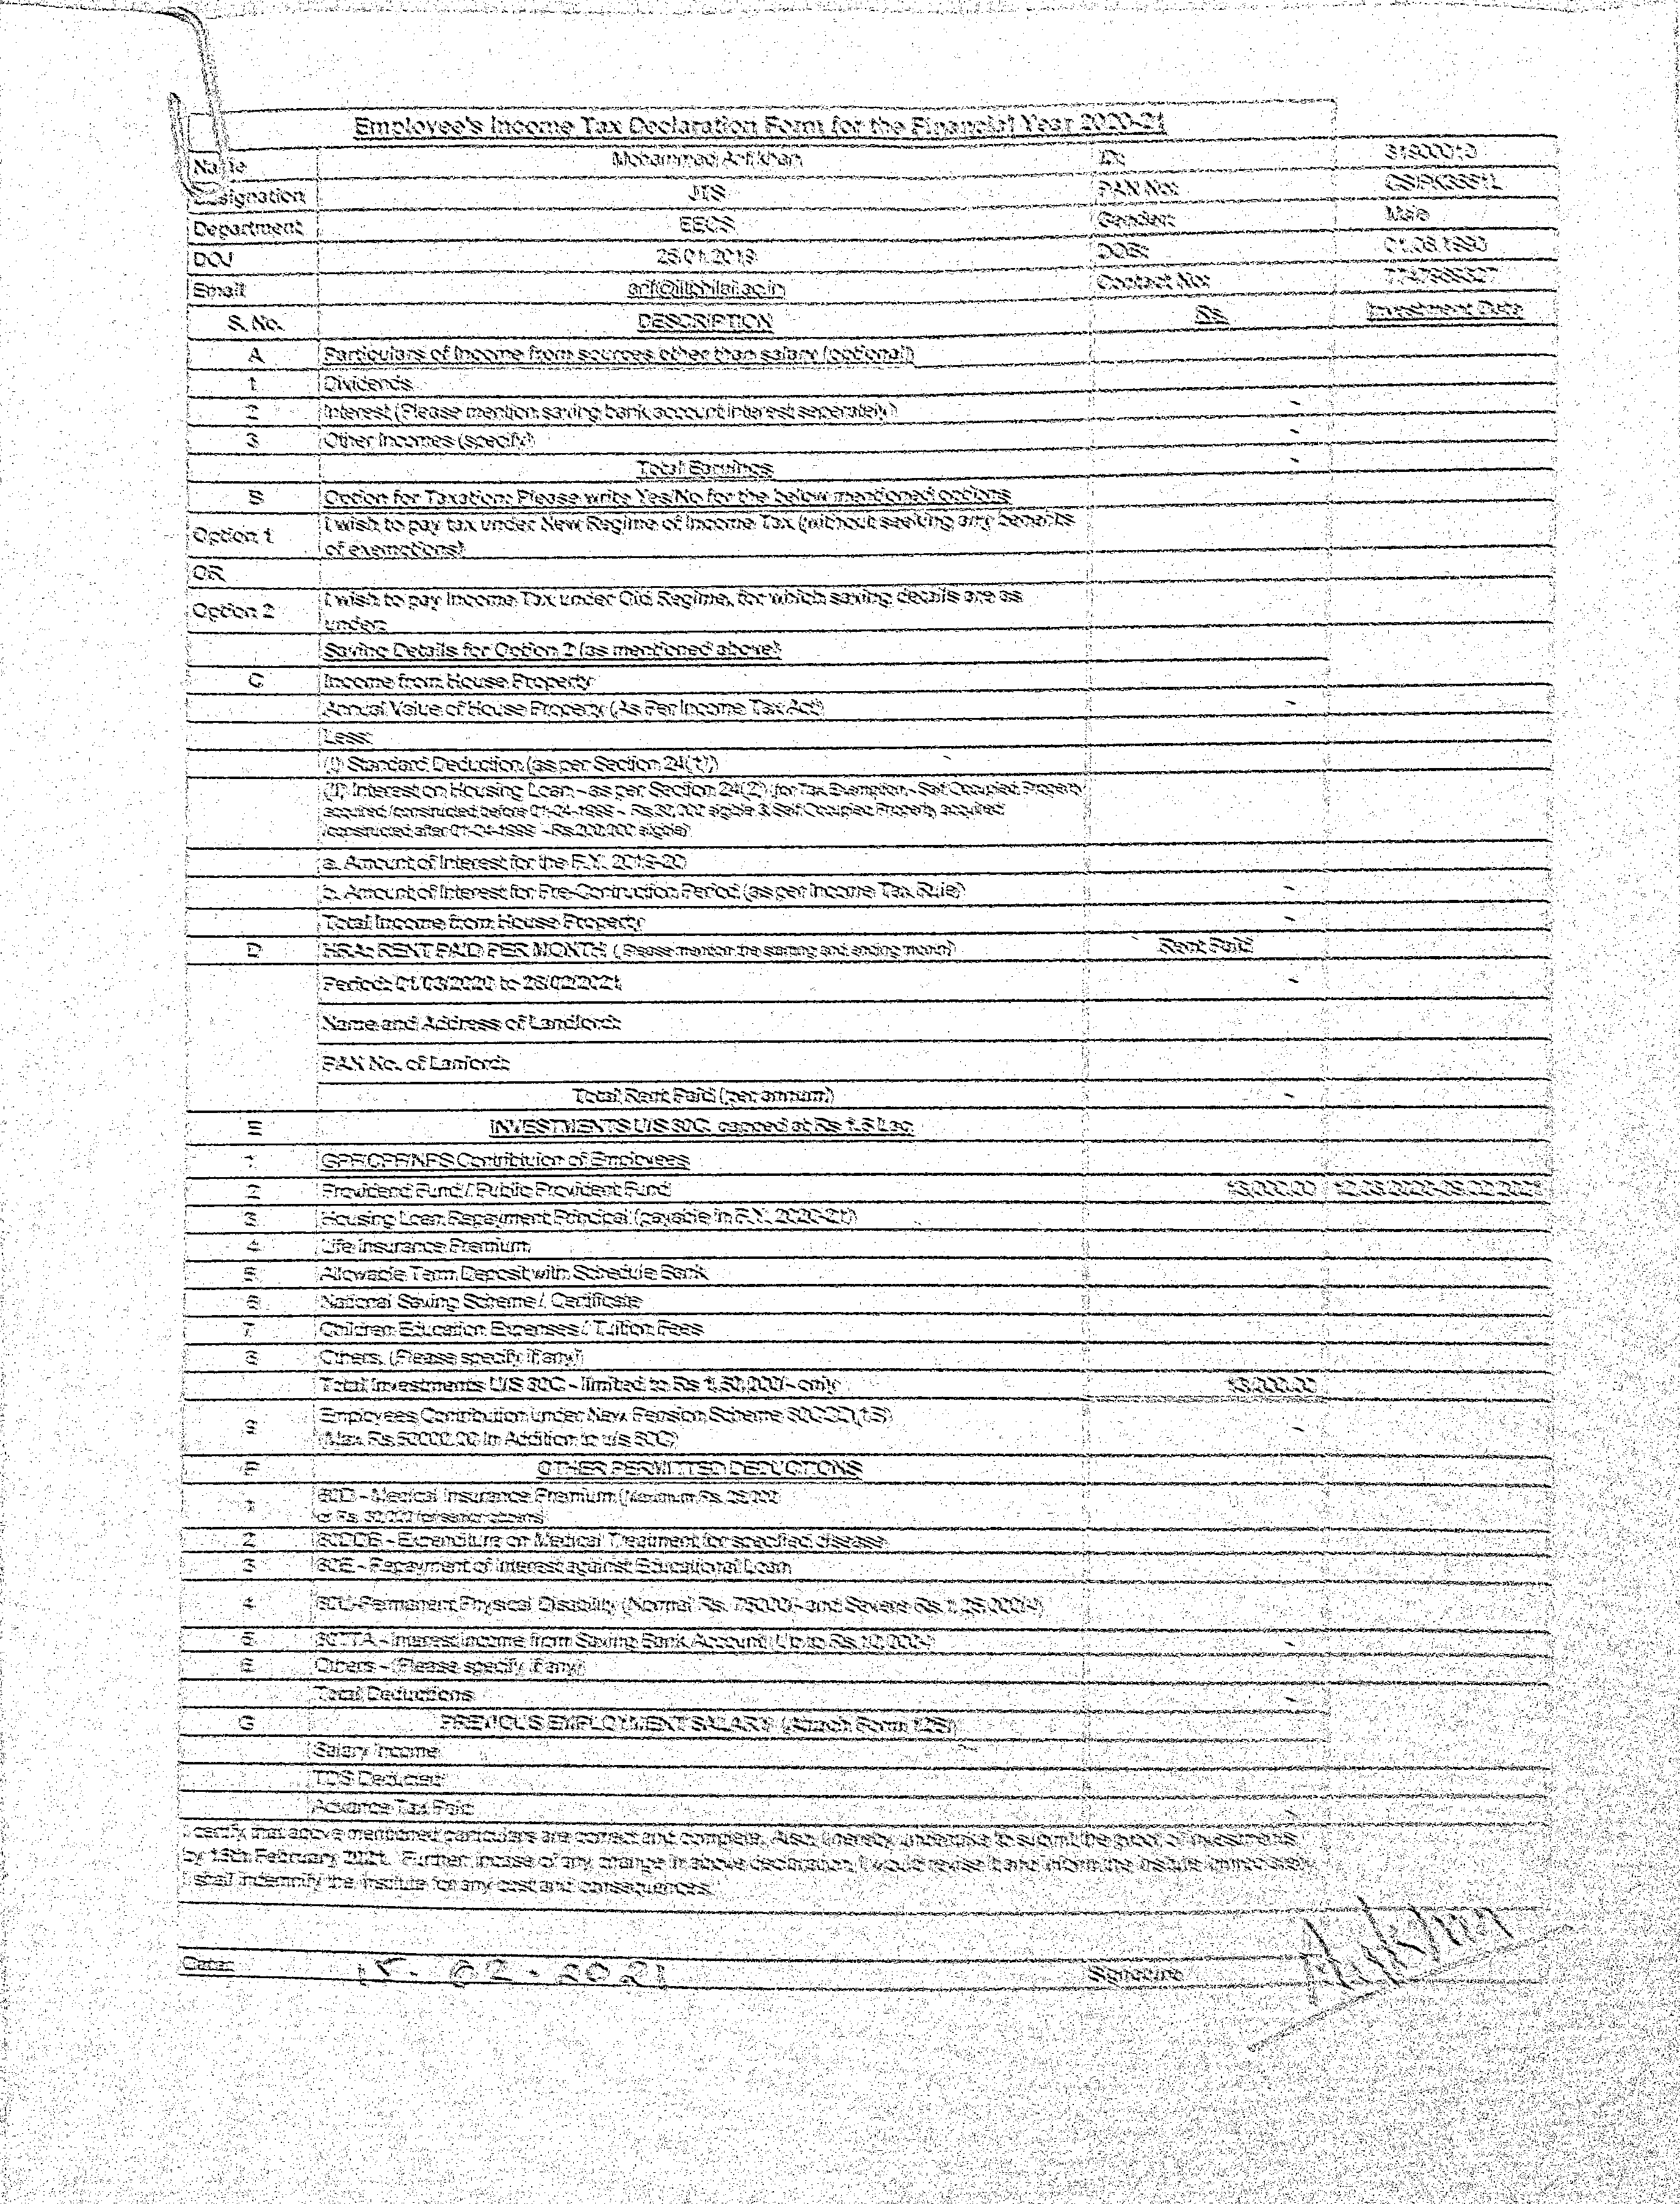 Employee's Income Tax Declaration Form for the Financial Year 2020-21
Name Mohammad Arif khan ID:
Designation JTS PAN No:
Department EECS Gender: Male
DOJ DOB:
Email arif@iitbhilai.ac.in Contact No:
S. No. DESCRIPTION Rs. Investment Date
A Particulars of Income from sources other than salary (optional)
1 Dividends
2 Interest (Please mention saving bank account interest seperately) -
3 Other Incomes (specify) -
Total Earnings -
B Option for Taxation: Please write Yes/No for the below mentioned options
Option 1 I wish to pay tax under New Regime of Income Tax (without seeking any benefits
of exemptions)
OR
Option 2 I wish to pay Income Tax under Old Regime, for which saving details are as
under:
Saving Details for Option 2 (as mentioned above)
C Income from House Property
Annual Value of House Property (As Per Income Tax Act) -
Less:
(I) Standard Deduction (as per Section 24(1))
(II) Interest on Housing Loan - as per Section 24(2) for Tax Exemption - Self Occupied Property
acquired /constructed before 01-04-1999 - Rs.30,000 eligible & Self Occupied Property acquired
/constructed after 01-04-1999 - Rs.200,000 eligible)
a. Amount of Interest for the F.Y. 2019-20
b. Amount of Interest for Pre-Contruction Period (as per Income Tax Rule) -
Total Income from House Property -
D HRA: RENT PAID PER MONTH ( Please mention the starting and ending month) Rent Paid
Period: 01/03/2020 to 28/02/2021 -
Name and Address of Landlord:
PAN No. of Lanlord:
Total Rent Paid (per annum) -
E INVESTMENTS U/S 80C, capped at Rs 1.5 Lac
1 GPF/CPF/NPS Contribtuion of Employees
2 Provident Fund / Public Provident Fund
3 Housing Loan Repayment Principal (payable in F.Y. 2020-21)
4 Life Insurance Premium
5 Allowable Term Deposit with Schedule Bank
6 National Saving Scheme / Certificate
7 Children Education Expenses / Tuition Fees
8 Others, (Please specify if any)
Total Investments U/S 80C - limited to Rs 1,50,000/- only
9 Employees Contribution under New Pension Scheme 80CCD(1B)
(Max. Rs.50000.00 in Addition to u/s 80C) -
F OTHER PERMITTED DEDUCTIONS
1 80D - Medical Insurance Premium (Maximum Rs. 25,000
or Rs. 30,000 for senior citizens)
2 80DDB - Expenditure on Medical Treatment for specified disease
3 80E - Repayment of Interest against Educational Loan
4 80U-Permanent Physical Disability (Normal Rs. 75000/- and Severe Rs. 1,25,000/-)
5 80TTA - Interest Income from Saving Bank Account (Up to Rs.10,000/-) -
6 Others - (Please specify if any)
Total Deductions -
G PREVIOUS EMPLOYMENT SALARY (Attach Form 12B)
Salary Income
TDS Deducted
Advance Tax Paid -
I certify that above mentioned particulars are correct and complete. Also, I hereby undertake to submit the proof of investments
by 15th February 2021. Further, incase of any change in above declaration, I would revise it and inform the Institute immediately.
I shall indemnify the Institute for any cost and consequences.
Date: 15.02.2021 Signature Arifkhan